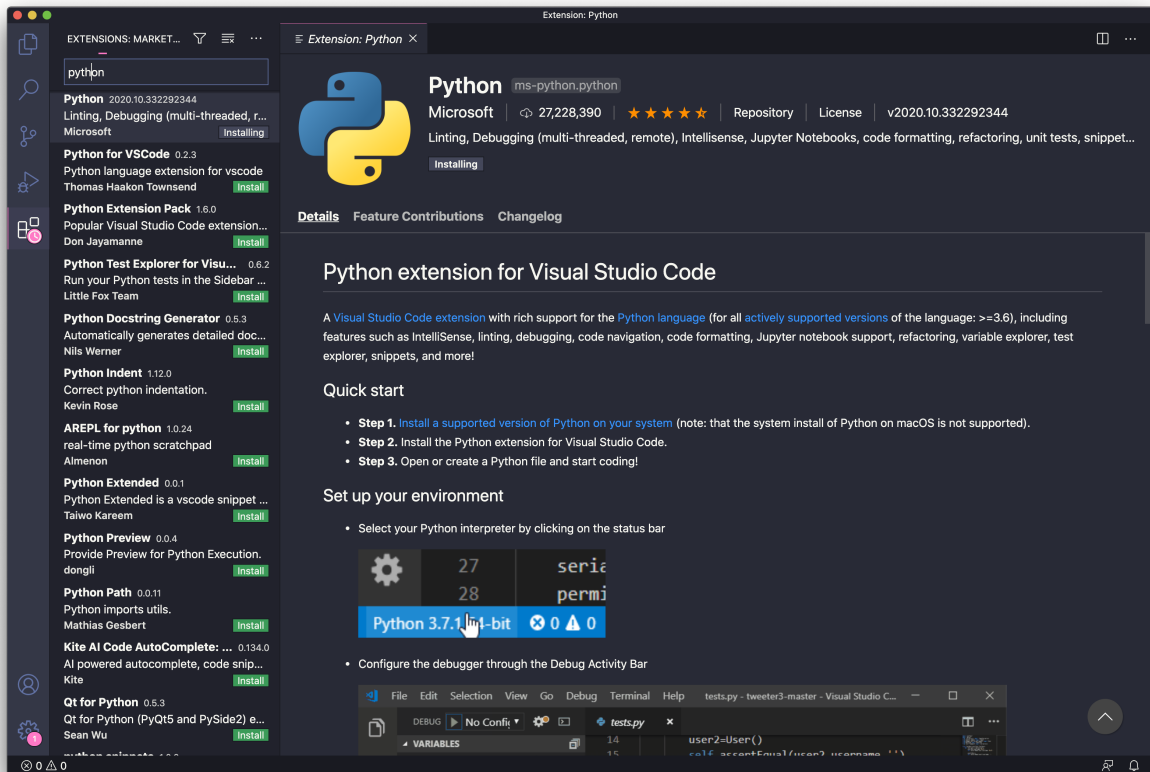 Extension: Python
EXTENSIONS: MARKET...
python
Python 2020.10.332292344
Linting, Debugging (multi-threaded, r...
Microsoft Installing
Python for VSCode 0.2.3
Python language extension for vscode
Thomas Haakon Townsend Install
Python Extension Pack 1.6.0
Popular Visual Studio Code extension...
Don Jayamanne Install
Python Test Explorer for Visu... 0.6.2
Run your Python tests in the Sidebar ...
Little Fox Team Install
Python Docstring Generator 0.5.3
Automatically generates detailed doc...
Nils Werner Install
Python Indent 1.12.0
Correct python indentation.
Kevin Rose Install
AREPL for python 1.0.24
real-time python scratchpad
Almenon Install
Python Extended 0.0.1
Python Extended is a vscode snippet ...
Taiwo Kareem Install
Python Preview 0.0.4
Provide Preview for Python Execution.
dongli Install
Python Path 0.0.11
Python imports utils.
Mathias Gesbert Install
Kite AI Code AutoComplete: ... 0.134.0
AI powered autocomplete, code snip...
Kite Install
Qt for Python 0.5.3
Qt for Python (PyQt5 and PySide2) e...
Sean Wu Install
1
0 0
Extension: Python
Python ms-python.python
Microsoft 27,228,390 Repository License v2020.10.332292344
Linting, Debugging (multi-threaded, remote), Intellisense, Jupyter Notebooks, code formatting, refactoring, unit tests, snippet...
Installing
Details Feature Contributions Changelog
Python extension for Visual Studio Code
A Visual Studio Code extension with rich support for the Python language (for all actively supported versions of the language: >=3.6), including
features such as IntelliSense, linting, debugging, code navigation, code formatting, Jupyter notebook support, refactoring, variable explorer, test
explorer, snippets, and more!
Quick start
• Step 1. Install a supported version of Python on your system (note: that the system install of Python on macOS is not supported).
• Step 2. Install the Python extension for Visual Studio Code.
• Step 3. Open or create a Python file and start coding!
Set up your environment
• Select your Python interpreter by clicking on the status bar
27 seria
28 permi
Python 3.7.1 4-bit 0 0
• Configure the debugger through the Debug Activity Bar
File Edit Selection View Go Debug Terminal Help tests.py - tweeter3-master - Visual Studio C...
DEBUG No Config tests.py
VARIABLES
14 user2=User()
15 self.assertEqual(user2.username,'')